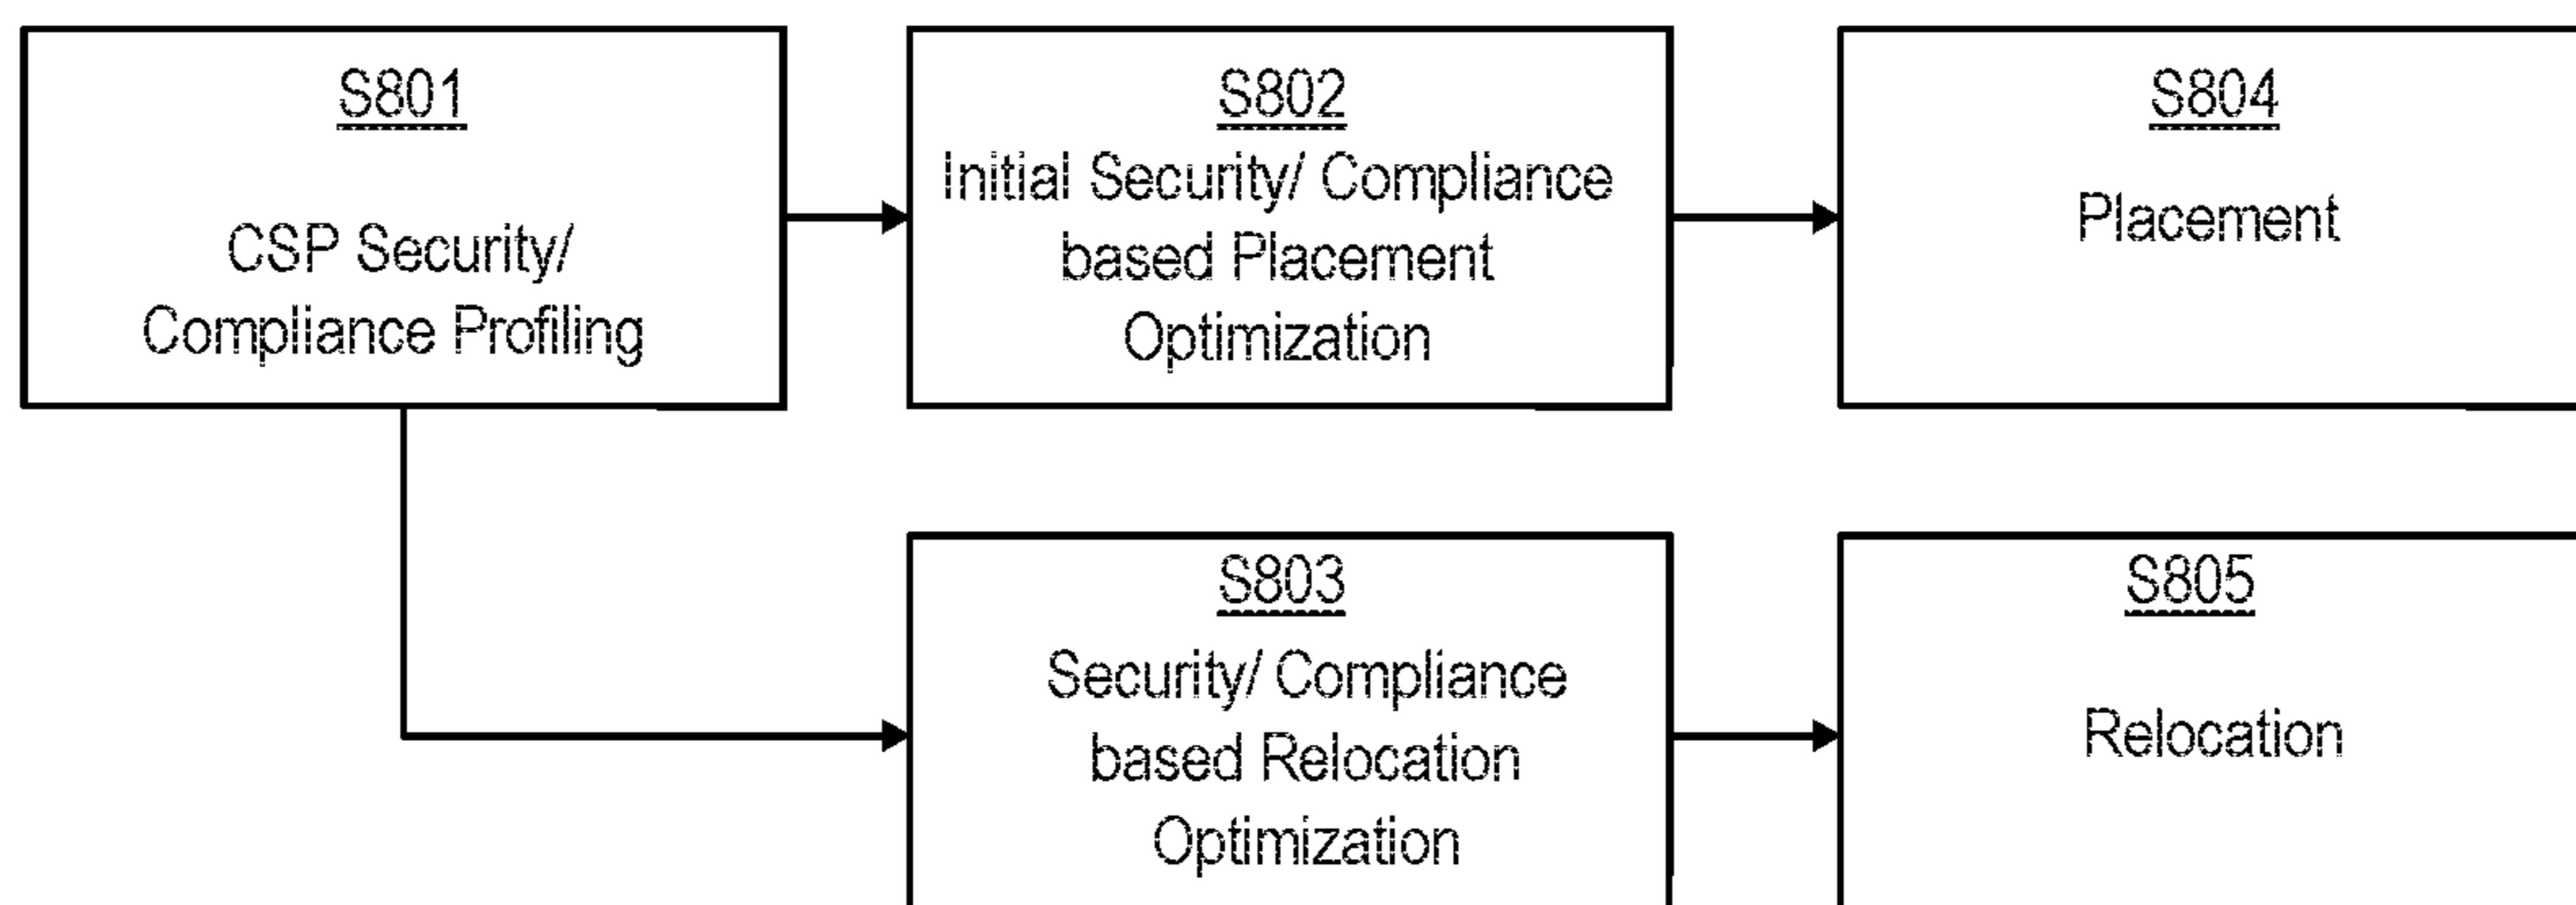 S801
CSP Security/
Compliance Profiling
S802
Initial Security/ Compliance
based Placement
Optimization
S804
Placement
S803
Security/ Compliance
based Relocation
Optimization
S805
Relocation